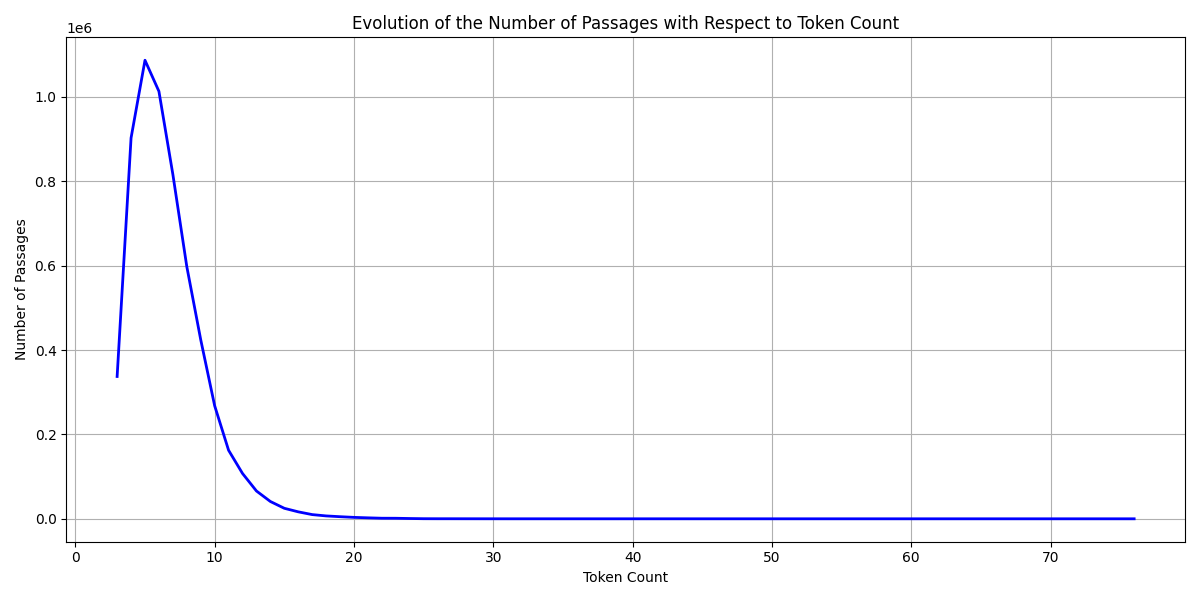 Evolution of the Number of Passages with Respect to Token Count
1e6
1.0
0.8
0.6
0.4
0.2
0.0
Number of Passages
0 10 20 30 40 50 60 70
Token Count